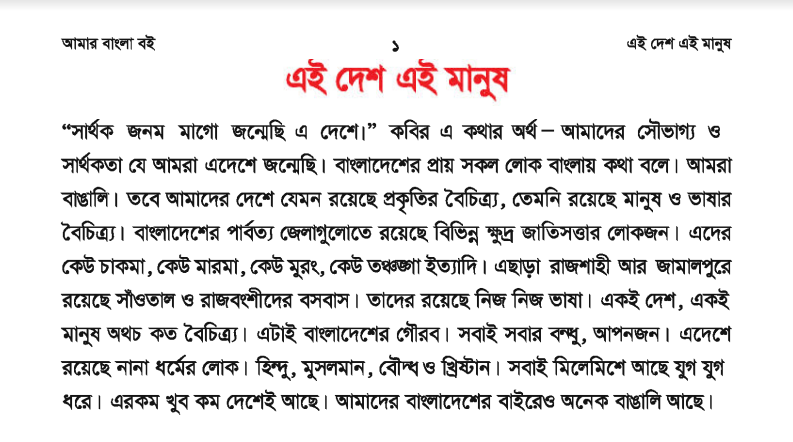 আমার বাংলা বই ১ এই দেশ এই মানুষ
এই দেশ এই মানুষ
“সার্থক জনম মাগো জন্মেছি এ দেশে।” কবির এ কথার অর্থ – আমাদের সৌভাগ্য ও
সার্থকতা যে আমরা এদেশে জন্মেছি। বাংলাদেশের প্রায় সকল লোক বাংলায় কথা বলে। আমরা
বাঙালি। তবে আমাদের দেশে যেমন রয়েছে প্রকৃতির বৈচিত্র্য, তেমনি রয়েছে মানুষ ও ভাষার
বৈচিত্র্য। বাংলাদেশের পার্বত্য জেলাগুলোতে রয়েছে বিভিন্ন ক্ষুদ্র জাতিসত্তার লোকজন। এদের
কেউ চাকমা, কেউ মারমা, কেউ মুরং, কেউ তঞ্চঙ্গা ইত্যাদি। এছাড়া রাজশাহী আর জামালপুরে
রয়েছে সাঁওতাল ও রাজবংশীদের বসবাস। তাদের রয়েছে নিজ নিজ ভাষা। একই দেশ, একই
মানুষ অথচ কত বৈচিত্র্য। এটাই বাংলাদেশের গৌরব। সবাই সবার বন্ধু, আপনজন। এদেশে
রয়েছে নানা ধর্মের লোক। হিন্দু, মুসলমান, বৌদ্ধ ও খ্রিষ্টান। সবাই মিলেমিশে আছে যুগ যুগ
ধরে। এরকম খুব কম দেশেই আছে। আমাদের বাংলাদেশের বাইরেও অনেক বাঙালি আছে।